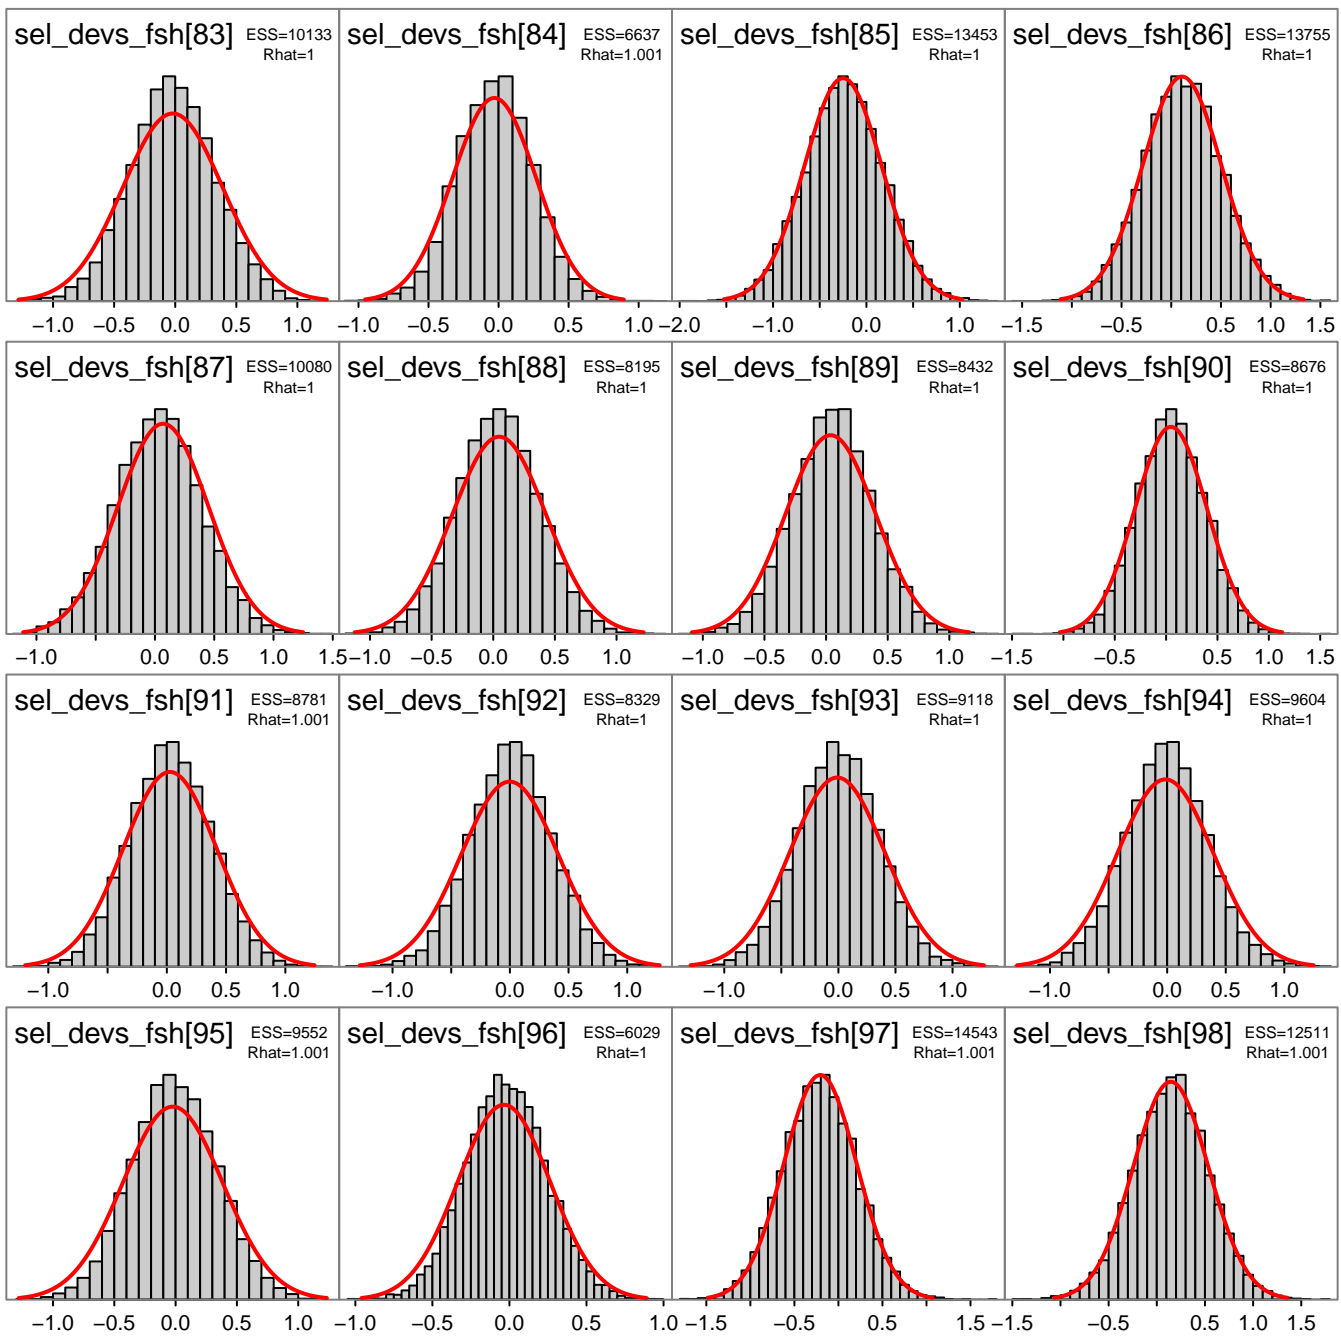 sel_devs_fsh[83] ESS=10133
Rhat=1
sel_devs_fsh[84] ESS=6637
Rhat=1.001
sel_devs_fsh[85] ESS=13453
Rhat=1
sel_devs_fsh[86] ESS=13755
Rhat=1
−1.0 −0.5 0.0 0.5 1.0
−1.0 −0.5 0.0 0.5 1.0
−2.0 −1.0 0.0 1.0
−1.5 −0.5 0.5 1.0 1.5
sel_devs_fsh[87] ESS=10080
Rhat=1
sel_devs_fsh[88] ESS=8195
Rhat=1
sel_devs_fsh[89] ESS=8432
Rhat=1
sel_devs_fsh[90] ESS=8676
Rhat=1
−1.0 0.0 0.5 1.0 1.5
−1.0 −0.5 0.0 0.5 1.0
−1.0 −0.5 0.0 0.5 1.0
−1.5 −0.5 0.5 1.0 1.5
sel_devs_fsh[91] ESS=8781
Rhat=1.001
sel_devs_fsh[92] ESS=8329
Rhat=1
sel_devs_fsh[93] ESS=9118
Rhat=1
sel_devs_fsh[94] ESS=9604
Rhat=1
−1.0 0.0 0.5 1.0
−1.0 0.0 0.5 1.0
−1.0 0.0 0.5 1.0
−1.0 0.0 0.5 1.0
sel_devs_fsh[95] ESS=9552
Rhat=1.001
sel_devs_fsh[96] ESS=6029
Rhat=1
sel_devs_fsh[97] ESS=14543
Rhat=1.001
sel_devs_fsh[98] ESS=12511
Rhat=1.001
−1.0 −0.5 0.0 0.5 1.0
−1.0 −0.5 0.0 0.5 1.0
−1.5 −0.5 0.5 1.5
−1.5 −0.5 0.5 1.5